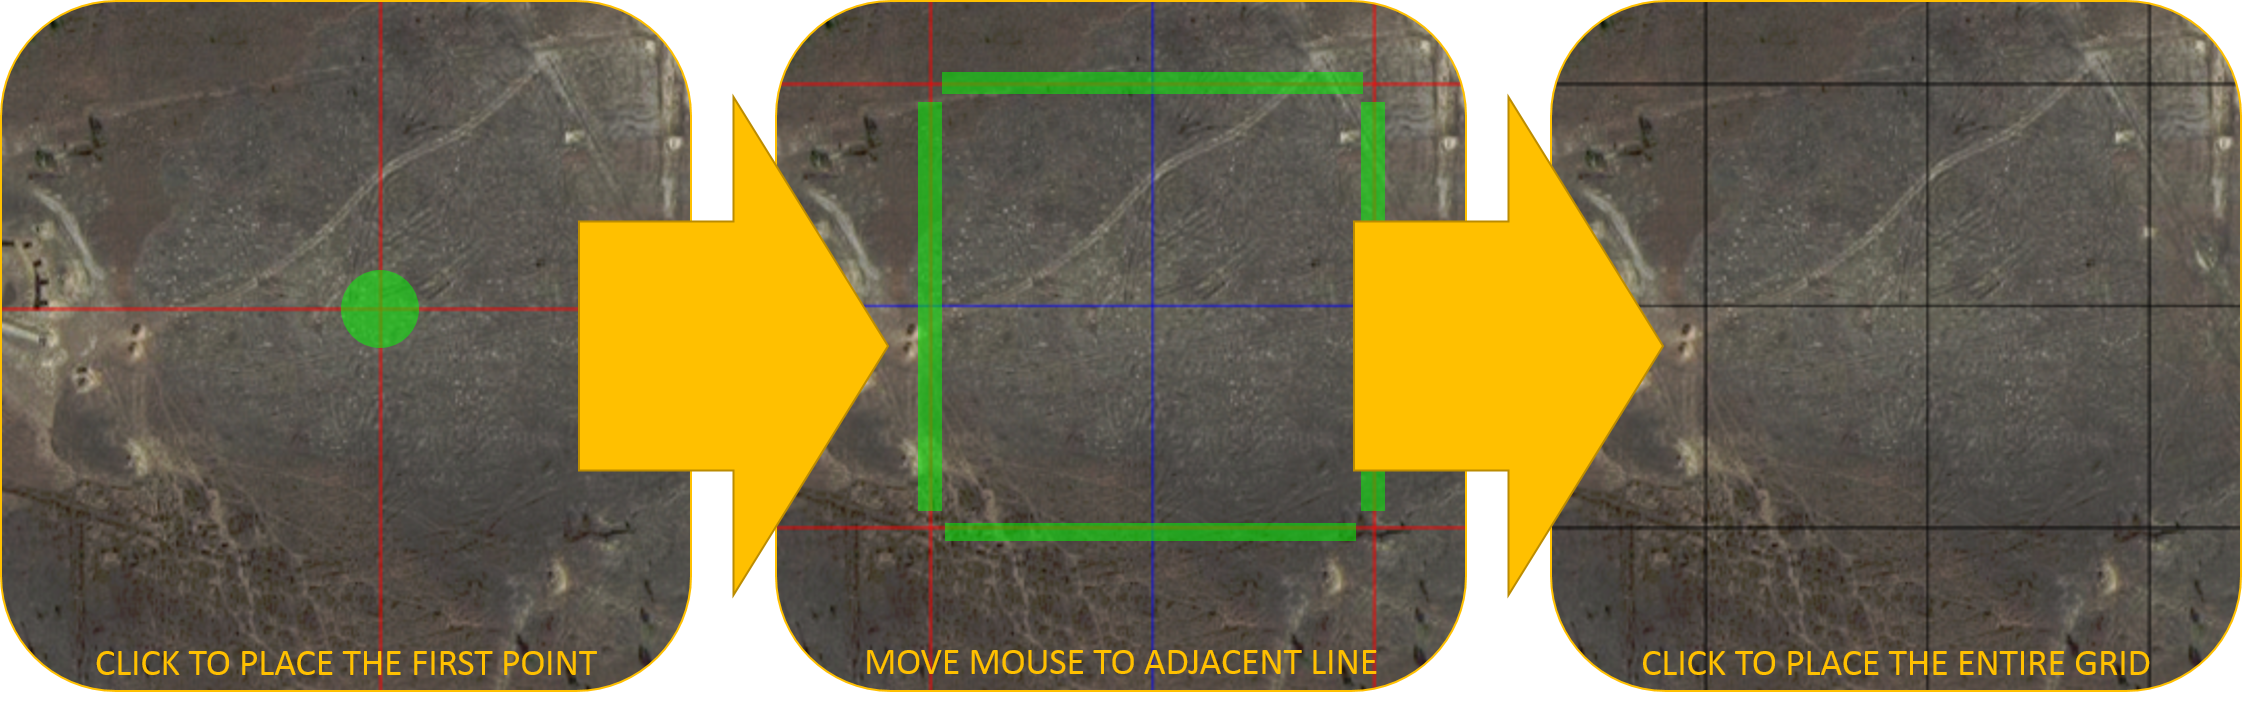 CLICK TO PLACE THE FIRST POINT
MOVE MOUSE TO ADJACENT LINE
CLICK TO PLACE THE ENTIRE GRID